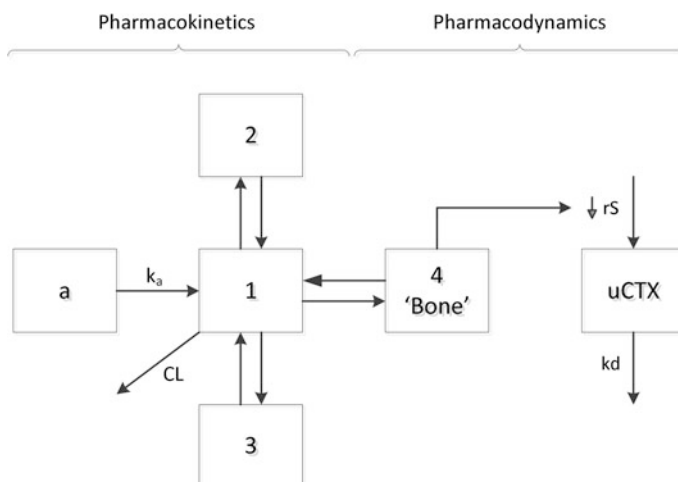 Pharmacokinetics
Pharmacodynamics
2
rS
a
kₐ
1
4
'Bone'
uCTX
CL
kd
3